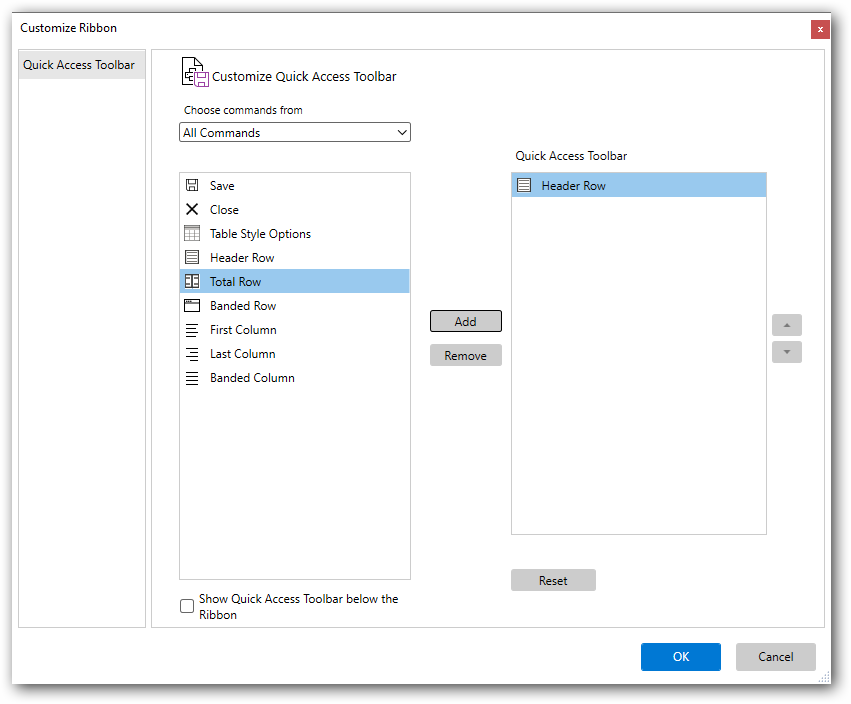 Customize Ribbon
x
Quick Access Toolbar
Customize Quick Access Toolbar
Choose commands from
All Commands
Quick Access Toolbar
Save
Close
Table Style Options
Header Row
Total Row
Banded Row
First Column
Last Column
Banded Column
Header Row
Add
Remove
Reset
Show Quick Access Toolbar below the
Ribbon
OK
Cancel